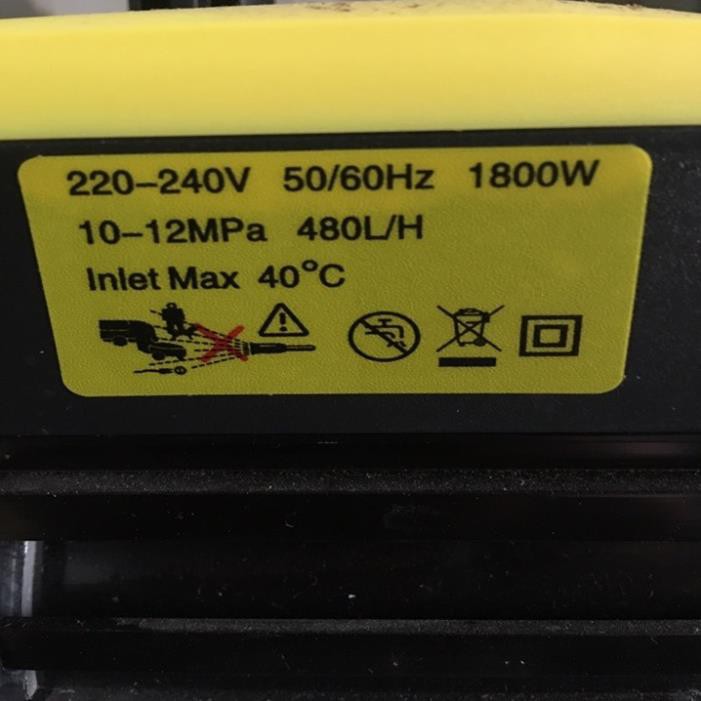 220–240V 50/60Hz 1800W
10–12MPa 480L/H
Inlet Max 40°C